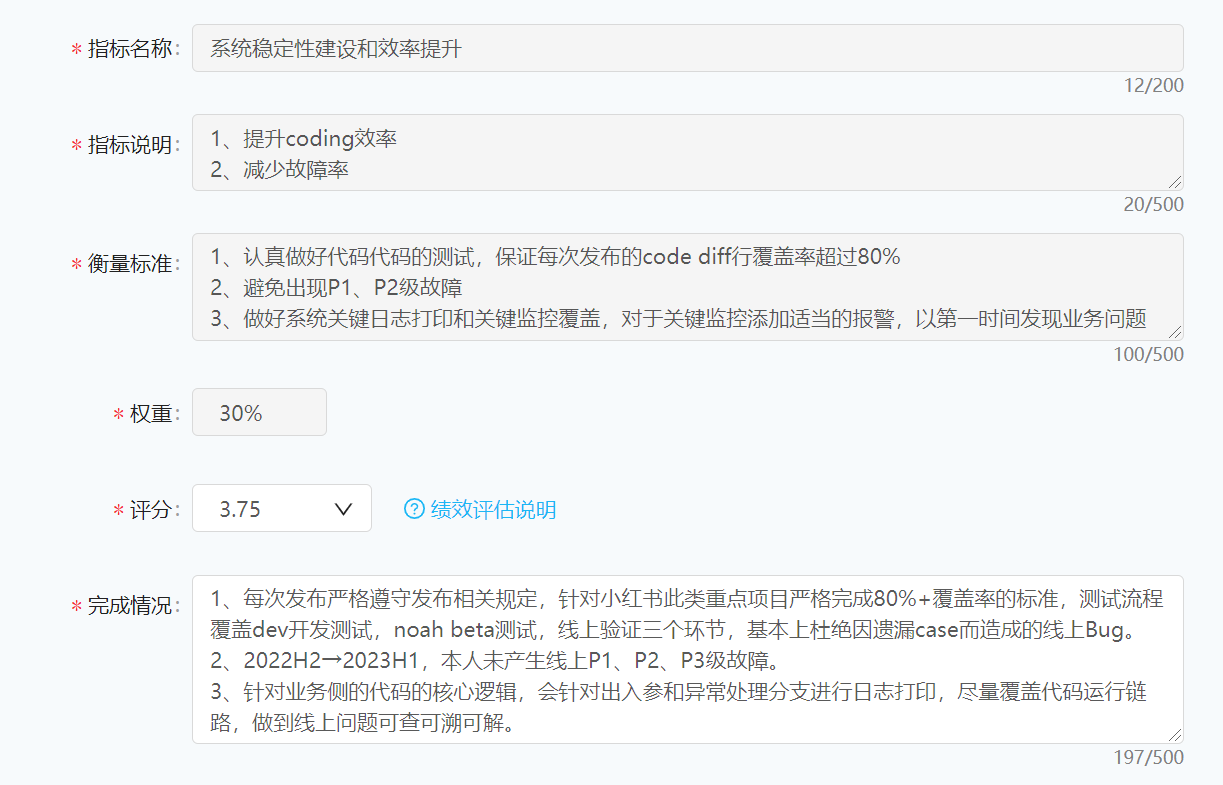 * 指标名称: 系统稳定性建设和效率提升
12/200
* 指标说明: 1、提升coding效率
2、减少故障率
20/500
* 衡量标准: 1、认真做好代码代码的测试，保证每次发布的code diff行覆盖率超过80%
2、避免出现P1、P2级故障
3、做好系统关键日志打印和关键监控覆盖，对于关键监控添加适当的报警，以第一时间发现业务问题
100/500
* 权重: 30%
* 评分: 3.75 ? 绩效评估说明
* 完成情况: 1、每次发布严格遵守发布相关规定，针对小红书此类重点项目严格完成80%+覆盖率的标准，测试流程
覆盖dev开发测试，noah beta测试，线上验证三个环节，基本上杜绝因遗漏case而造成的线上Bug。
2、2022H2→2023H1，本人未产生线上P1、P2、P3级故障。
3、针对业务侧的代码的核心逻辑，会针对出入参和异常处理分支进行日志打印，尽量覆盖代码运行链
路，做到线上问题可查可溯可解。
197/500